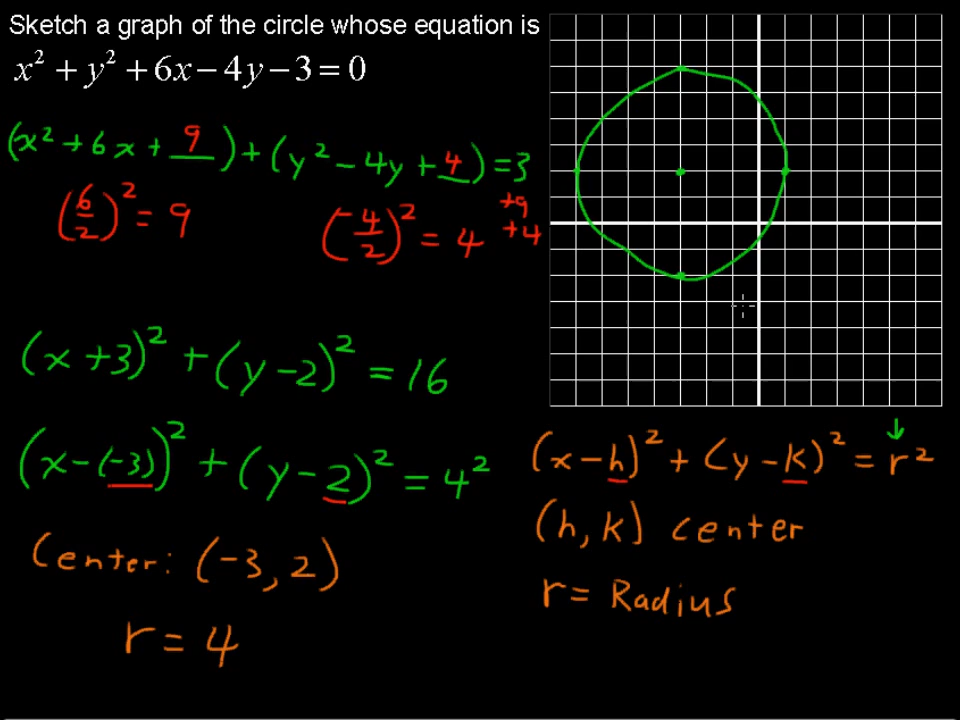 Sketch a graph of the circle whose equation is
x² + y² + 6x − 4y − 3 = 0
(x² + 6x + 9) + (y² − 4y + 4) = 3
+9
+4
(6/2)² = 9
(−4/2)² = 4
(x + 3)² + (y − 2)² = 16
(x − (−3))² + (y − 2)² = 4²
Center: (−3, 2)
r = 4
(x − h)² + (y − k)² = r²
(h, k) center
r = Radius